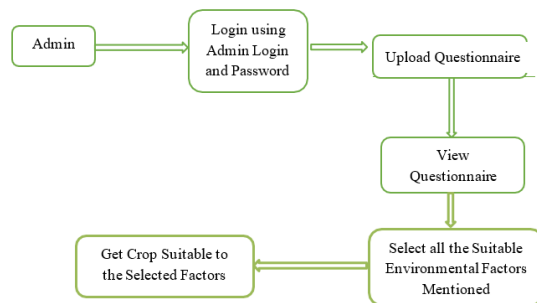 Admin
Login using
Admin Login
and Password
Upload Questionnaire
View
Questionnaire
Select all the Suitable
Environmental Factors
Mentioned
Get Crop Suitable to
the Selected Factors